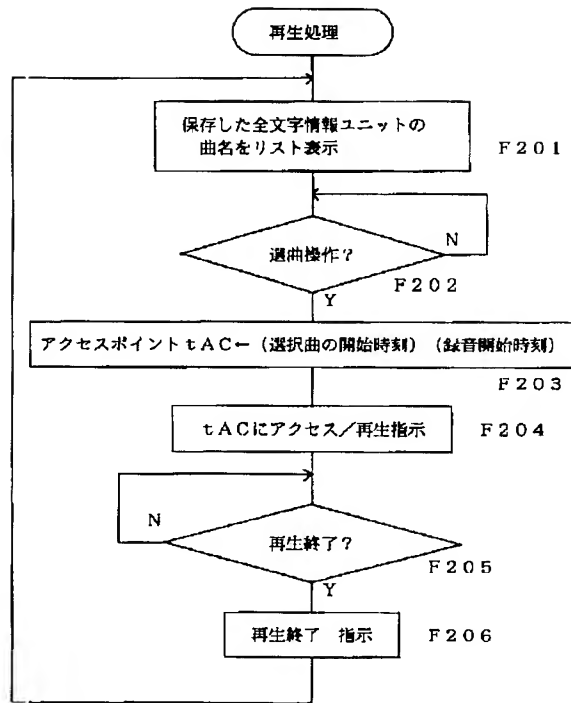 再生処理
保存した全文字情報ユニットの
曲名をリスト表示
F201
選曲操作?
N
F202
Y
アクセスポイントtAC←(選択曲の開始時刻)(録音開始時刻)
F203
tACにアクセス/再生指示
F204
N
再生終了?
F205
Y
再生終了 指示
F206